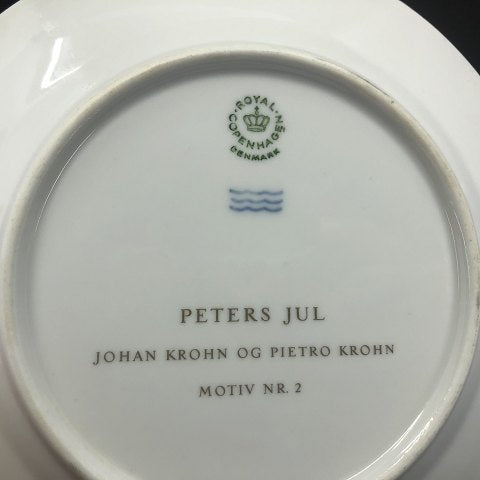 ROYAL
COPENHAGEN
DENMARK
PETERS JUL
JOHAN KROHN OG PIETRO KROHN
MOTIV NR. 2